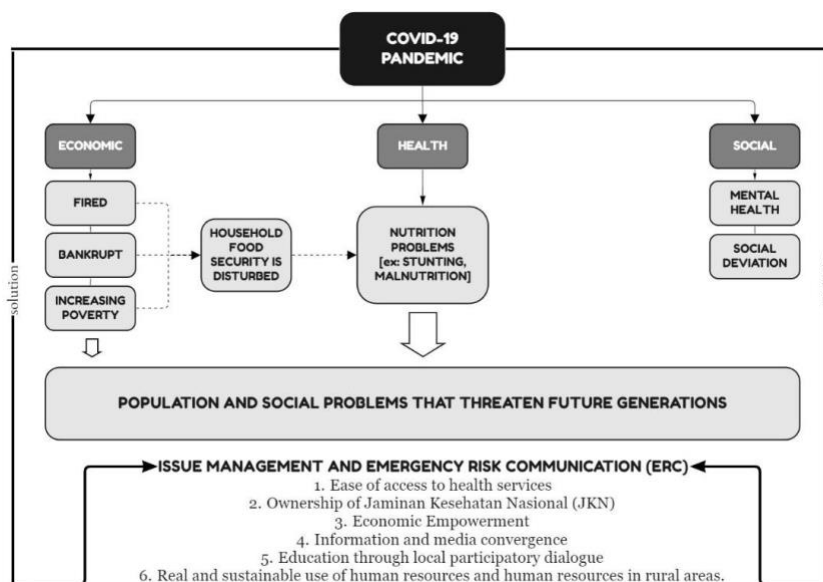 COVID-19
PANDEMIC
ECONOMIC
HEALTH
SOCIAL
FIRED
BANKRUPT
INCREASING
POVERTY
HOUSEHOLD
FOOD
SECURITY IS
DISTURBED
NUTRITION
PROBLEMS
[ex: STUNTING,
MALNUTRITION]
MENTAL
HEALTH
SOCIAL
DEVIATION
solution
POPULATION AND SOCIAL PROBLEMS THAT THREATEN FUTURE GENERATIONS
ISSUE MANAGEMENT AND EMERGENCY RISK COMMUNICATION (ERC)
1. Ease of access to health services
2. Ownership of Jaminan Kesehatan Nasional (JKN)
3. Economic Empowerment
4. Information and media convergence
5. Education through local participatory dialogue
6. Real and sustainable use of human resources and human resources in rural areas.